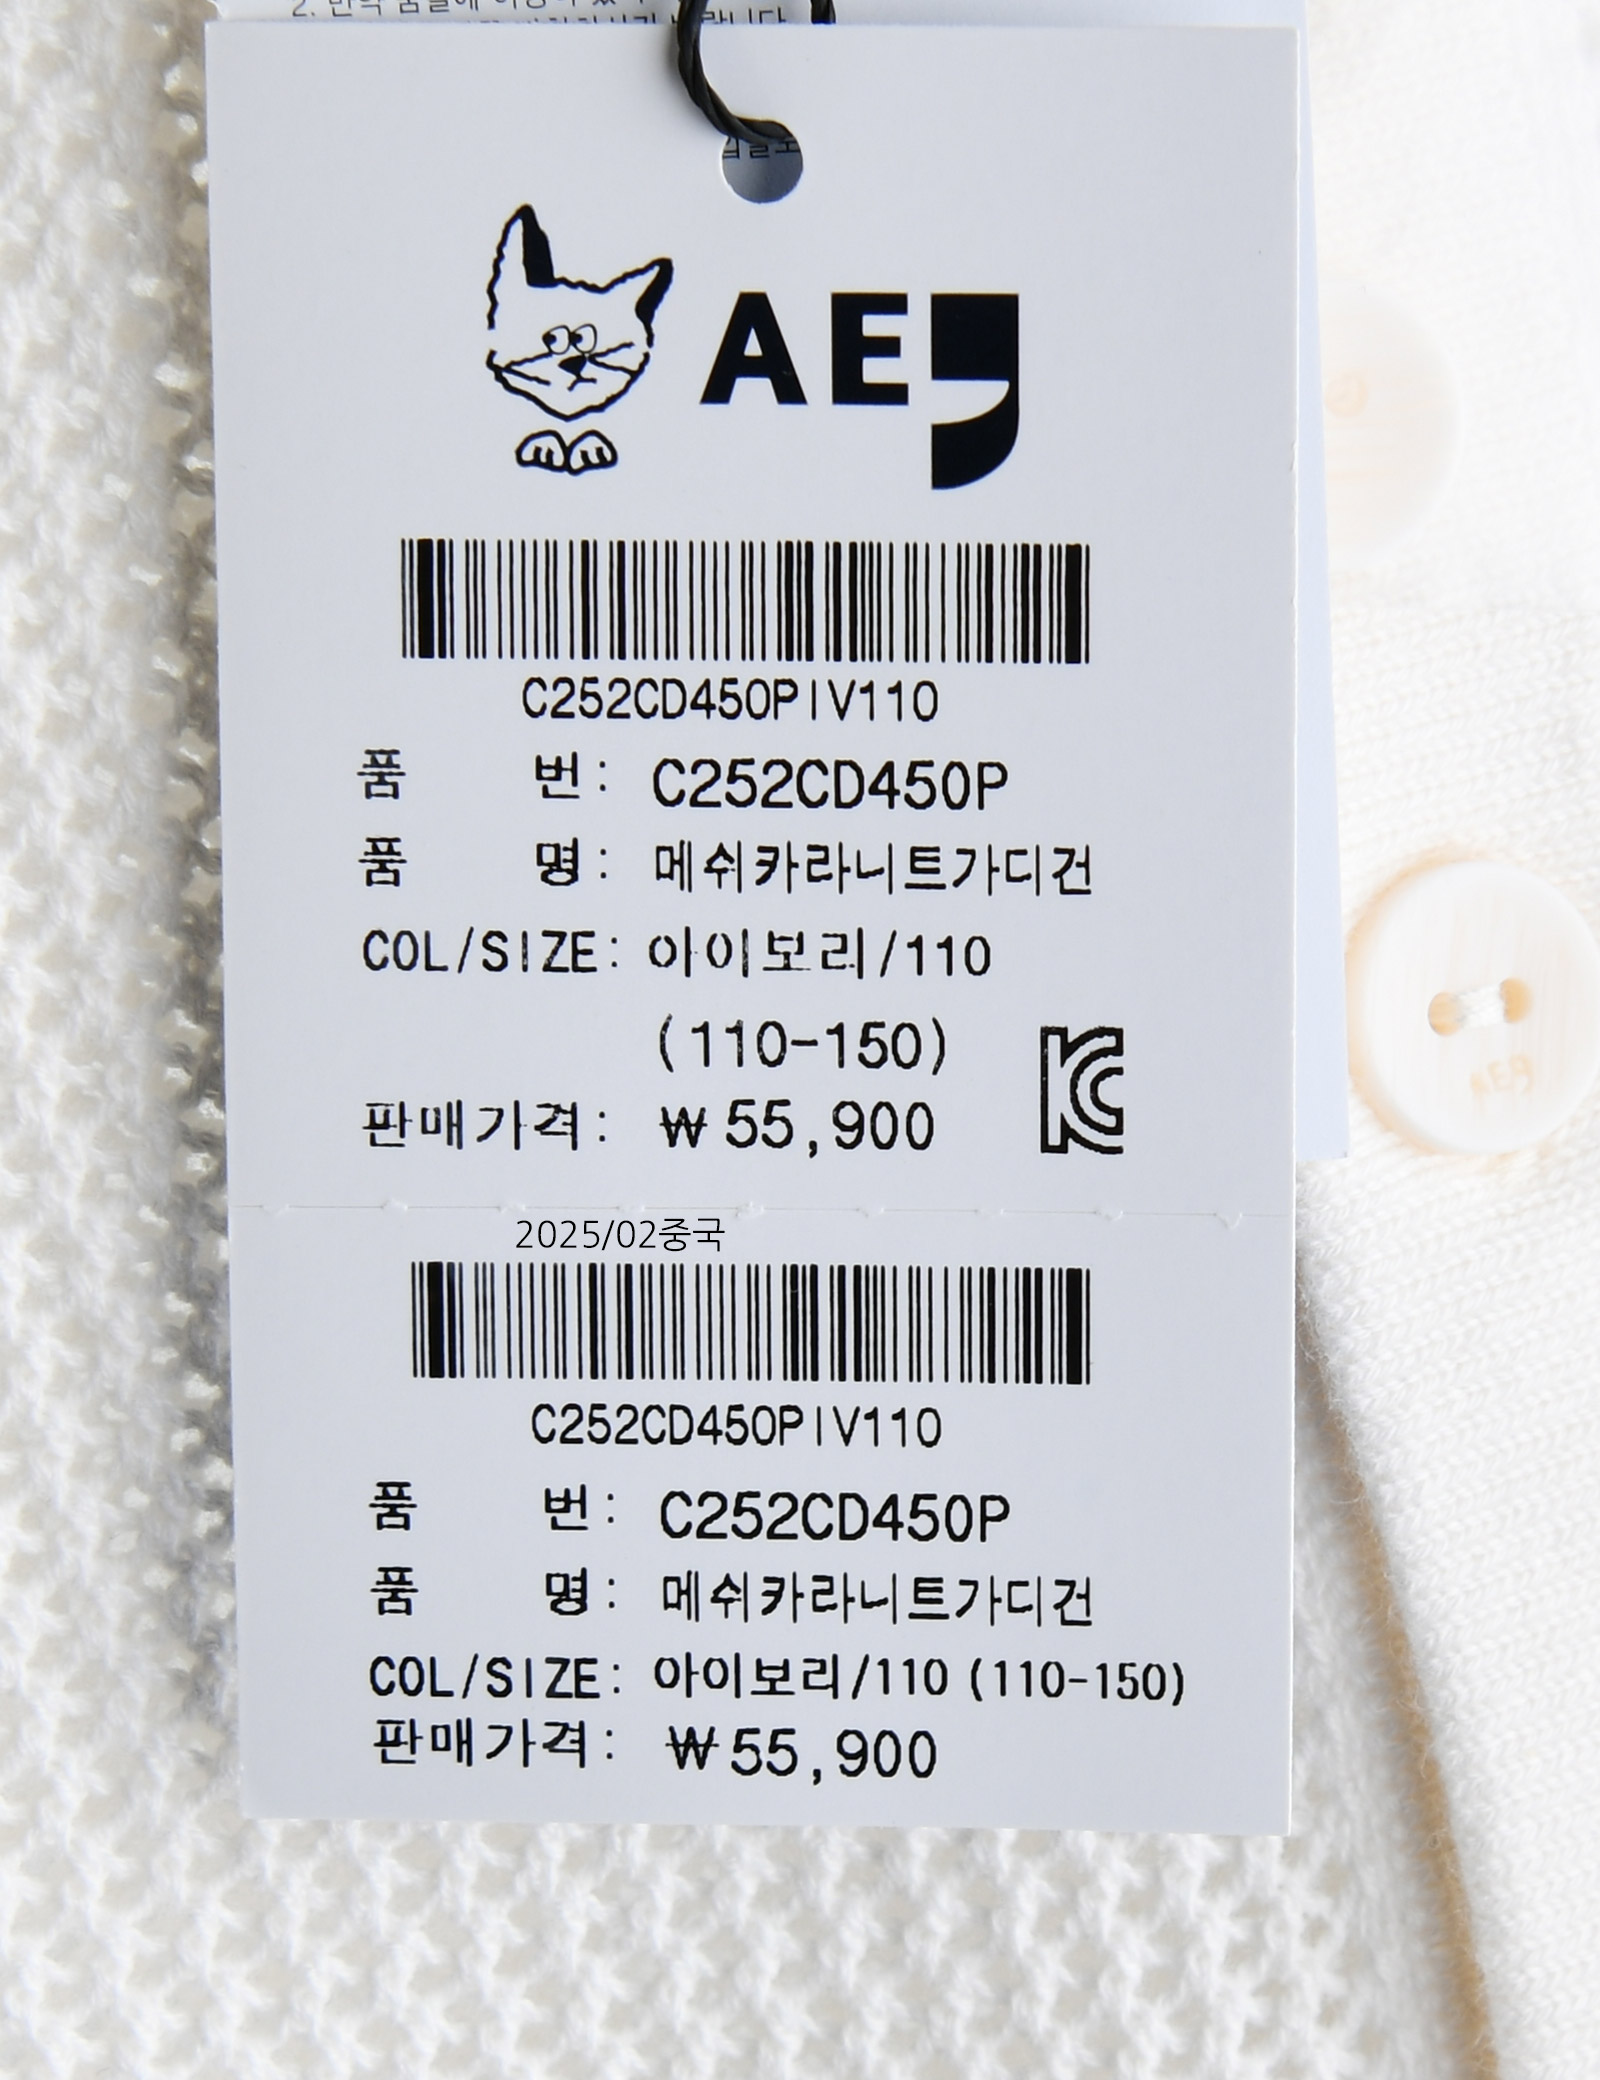 AE
C252CD450PIV110
품 번: C252CD450P
품 명: 메쉬카라니트가디건
COL/SIZE: 아이보리/110
(110-150)
판매가격: ₩55,900
2025/02중국
C252CD450PIV110
품 번: C252CD450P
품 명: 메쉬카라니트가디건
COL/SIZE: 아이보리/110 (110-150)
판매가격: ₩55,900